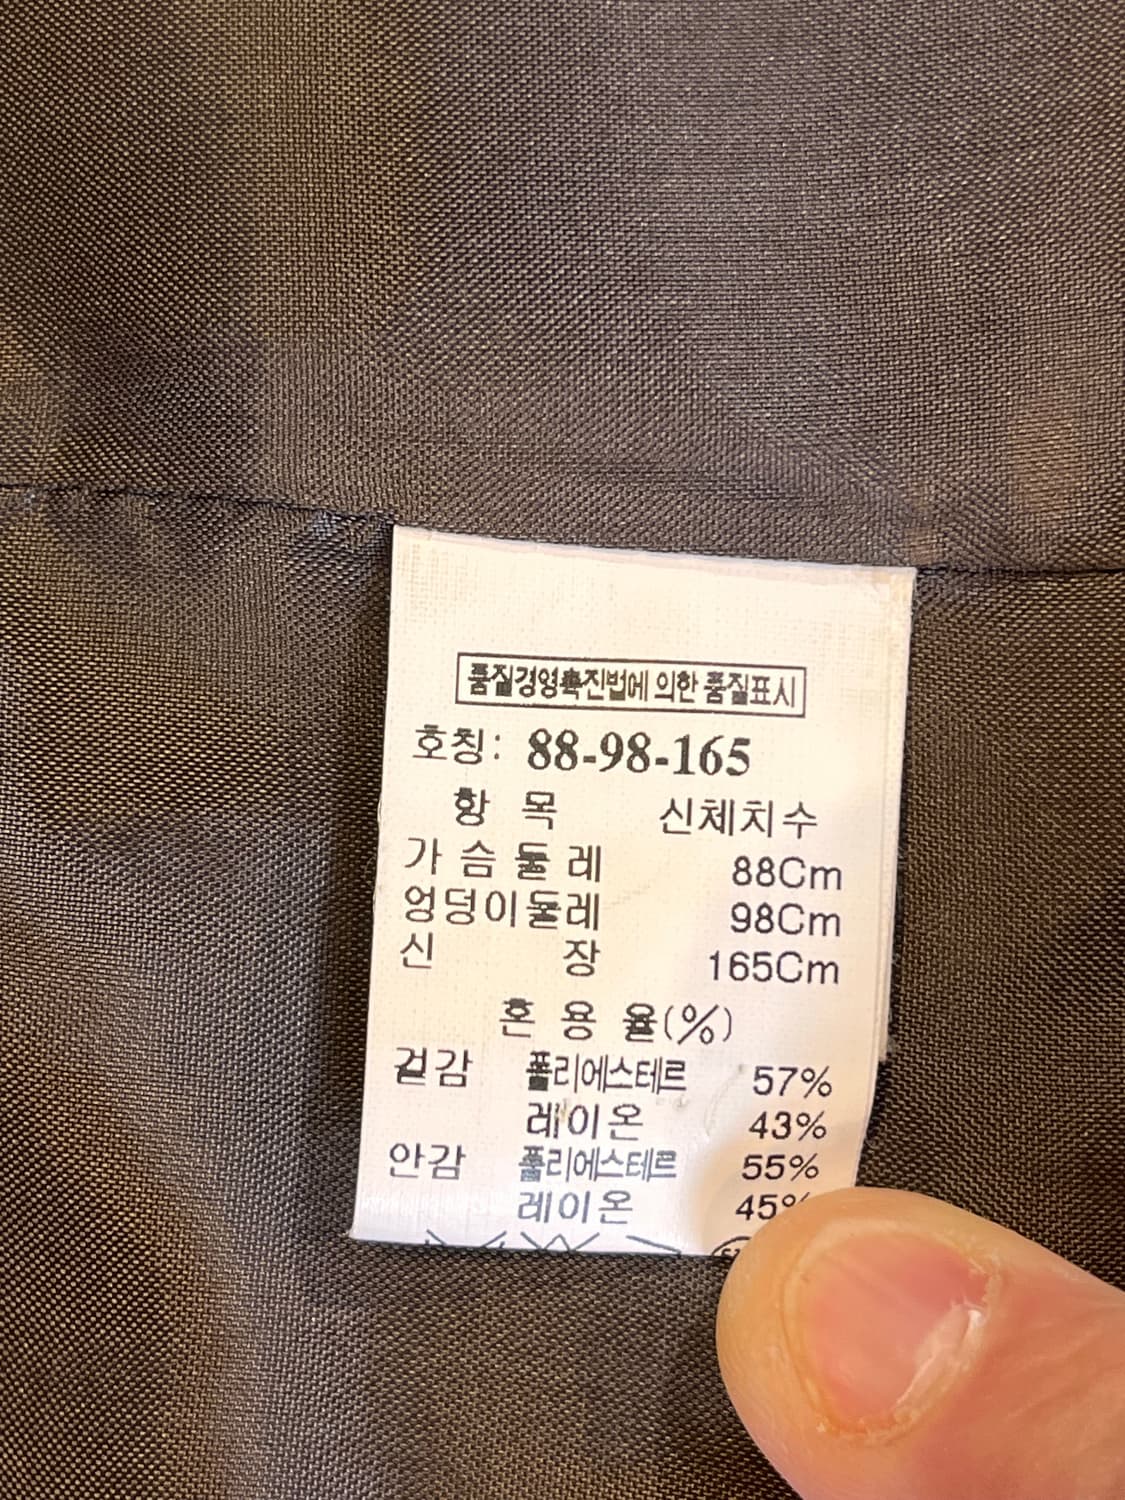 품질경영촉진법에 의한 품질표시
호칭: 88-98-165
항 목 신체치수
가 슴 둘 레 88Cm
엉덩이둘레 98Cm
신 장 165Cm
혼 용 율(%)
겉감 폴리에스테르 57%
레이온 43%
안감 폴리에스테르 55%
레이온 45%